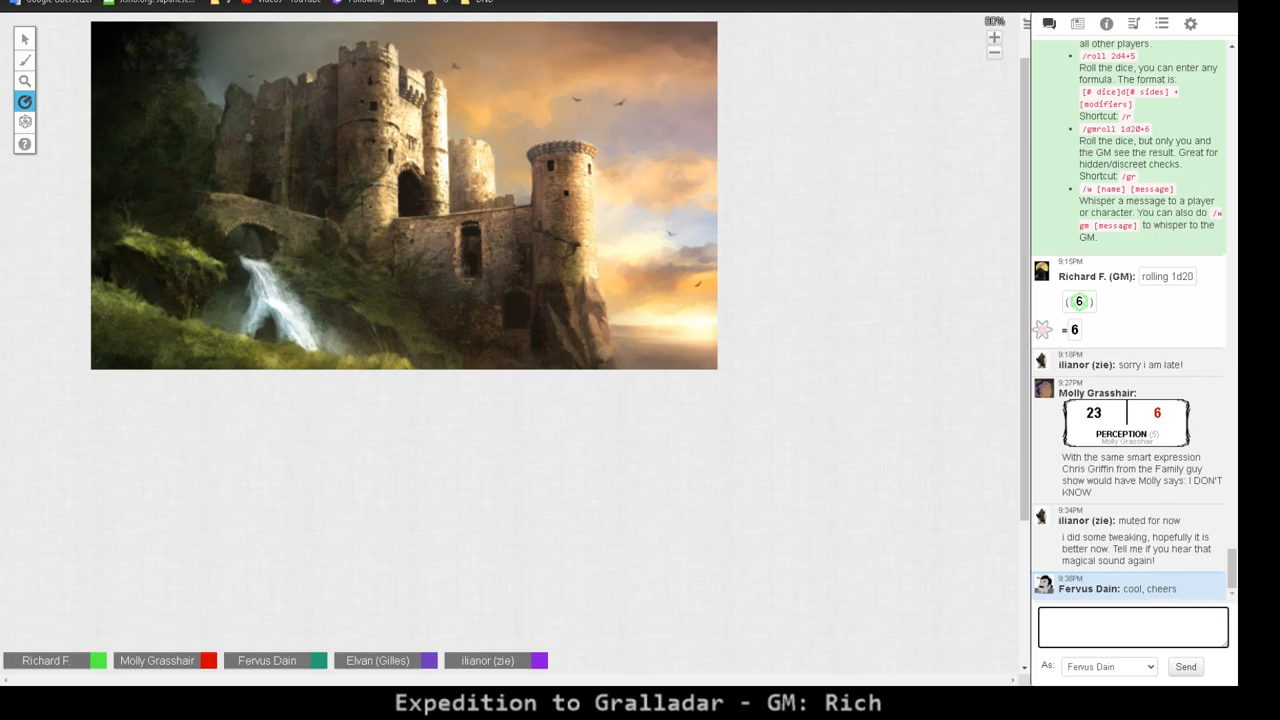 80%
all other players.
/roll 2d4+5
Roll the dice, you can enter any
formula. The format is:
[# dice]d[# sides] +
[modifiers]
Shortcut: /r
/gmroll 1d20+6
Roll the dice, but only you and
the GM see the result. Great for
hidden/discreet checks.
Shortcut: /gr
/w [name] [message]
Whisper a message to a player
or character. You can also do /w
gm [message] to whisper to the
GM.
9:15PM
Richard F. (GM): rolling 1d20
(6)
=6
9:18PM
ilianor (zie): sorry i am late!
9:27PM
Molly Grasshair:
23 6
PERCEPTION (5)
Molly Grasshair
With the same smart expression
Chris Griffin from the Family guy
show would have Molly says: I DON'T
KNOW
9:34PM
ilianor (zie): muted for now
i did some tweaking, hopefully it is
better now. Tell me if you hear that
magical sound again!
9:38PM
Fervus Dain: cool, cheers
As: Fervus Dain Send
Richard F. Molly Grasshair Fervus Dain Elvan (Gilles) ilianor (zie)
Expedition to Gralladar - GM: Rich